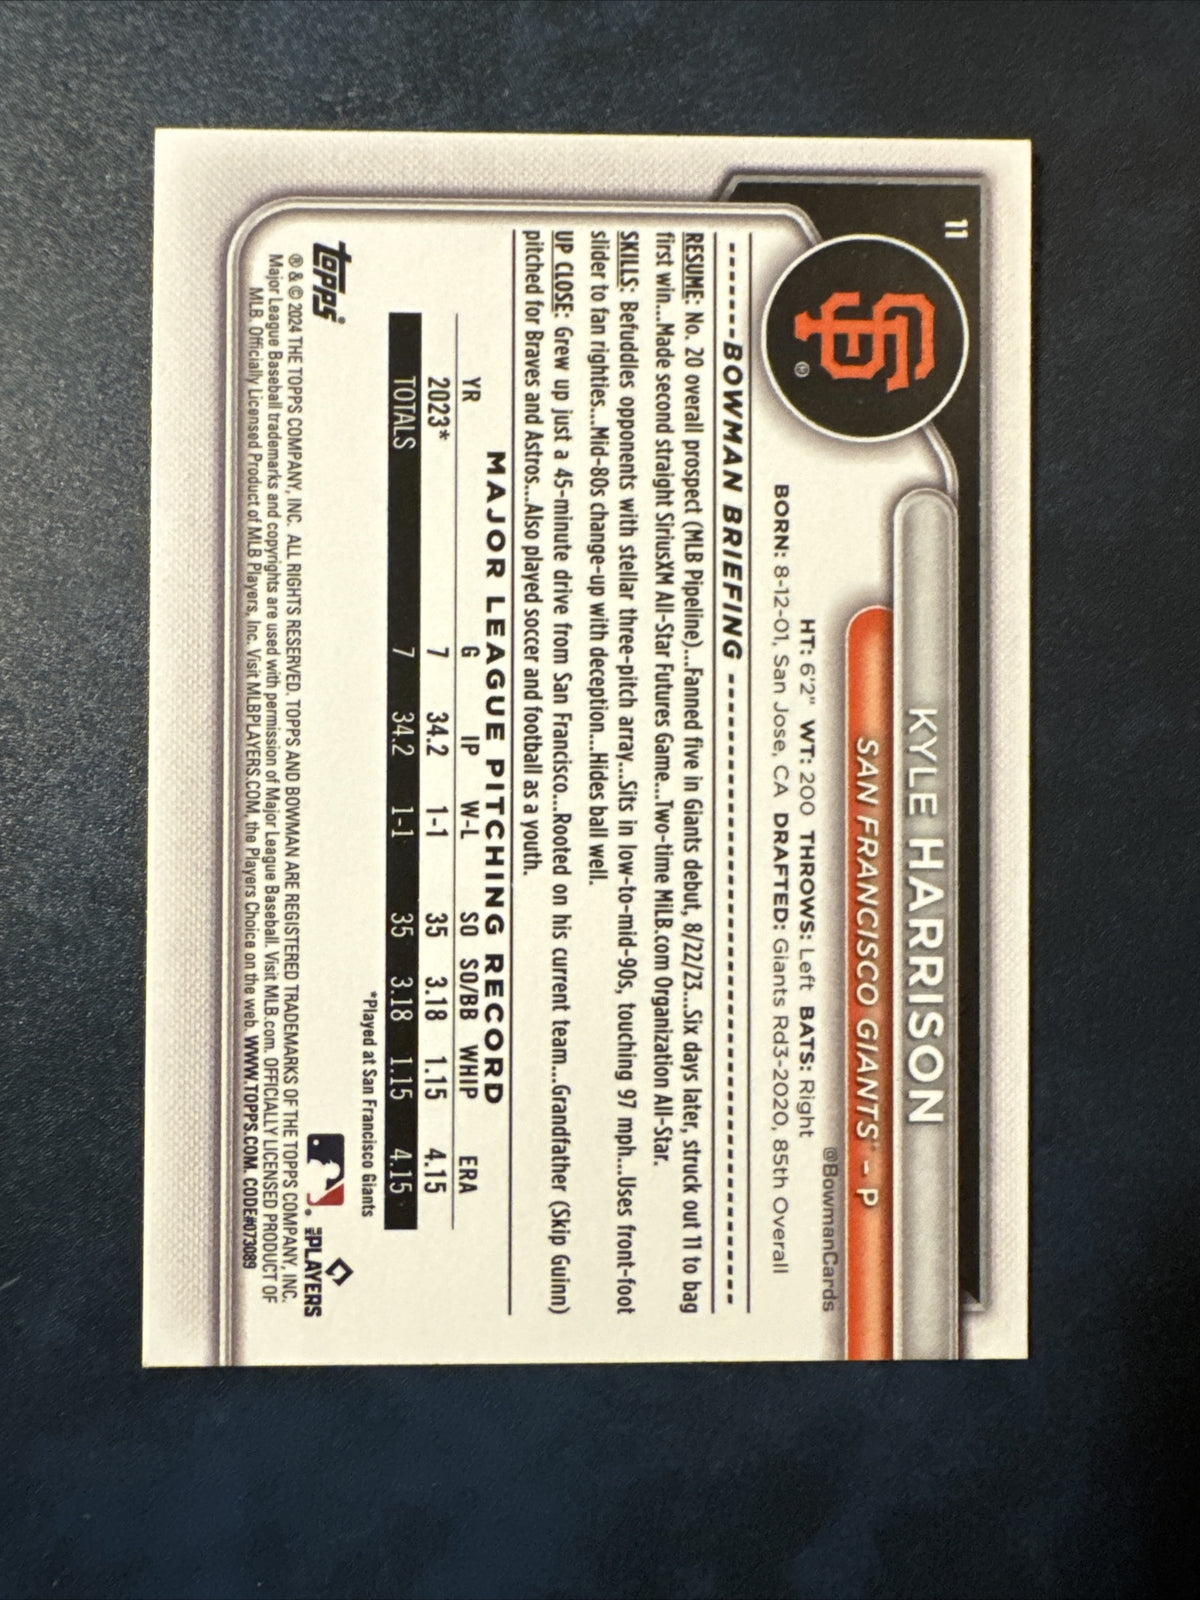 11
SF®
KYLE HARRISON
SAN FRANCISCO GIANTS® – P
@BowmanCards
HT: 6'2" WT: 200 THROWS: Left BATS: Right
BORN: 8-12-01, San Jose, CA DRAFTED: Giants Rd3-2020, 85th Overall
BOWMAN BRIEFING
RESUME: No. 20 overall prospect (MLB Pipeline)...Fanned five in Giants debut, 8/22/23...Six days later, struck out 11 to bag
first win...Made second straight SiriusXM All-Star Futures Game...Two-time MiLB.com Organization All-Star.
SKILLS: Befuddles opponents with stellar three-pitch array...Sits in low-to-mid-90s, touching 97 mph...Uses front-foot
slider to fan righties...Mid-80s change-up with deception...Hides ball well.
UP CLOSE: Grew up just a 45-minute drive from San Francisco...Rooted on his current team...Grandfather (Skip Guinn)
pitched for Braves and Astros...Also played soccer and football as a youth.
MAJOR LEAGUE PITCHING RECORD
YR G IP W-L SO SO/BB WHIP ERA
2023* 7 34.2 1-1 35 3.18 1.15 4.15
TOTALS 7 34.2 1-1 35 3.18 1.15 4.15
*Played at San Francisco Giants
topps®
MLB PLAYERS
® & © 2024 THE TOPPS COMPANY, INC. ALL RIGHTS RESERVED. TOPPS AND BOWMAN ARE REGISTERED TRADEMARKS OF THE TOPPS COMPANY, INC.
Major League Baseball trademarks and copyrights are used with permission of Major League Baseball. Visit MLB.com. OFFICIALLY LICENSED PRODUCT OF
MLB. Officially Licensed Product of MLB Players, Inc. Visit MLBPLAYERS.COM, the Players Choice on the web. WWW.TOPPS.COM. CODE#073089